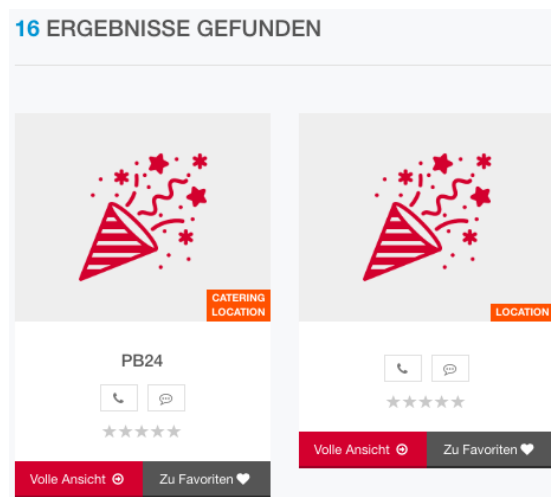 16 ERGEBNISSE GEFUNDEN
CATERING
LOCATION
PB24
Volle Ansicht
Zu Favoriten
LOCATION
Volle Ansicht
Zu Favoriten